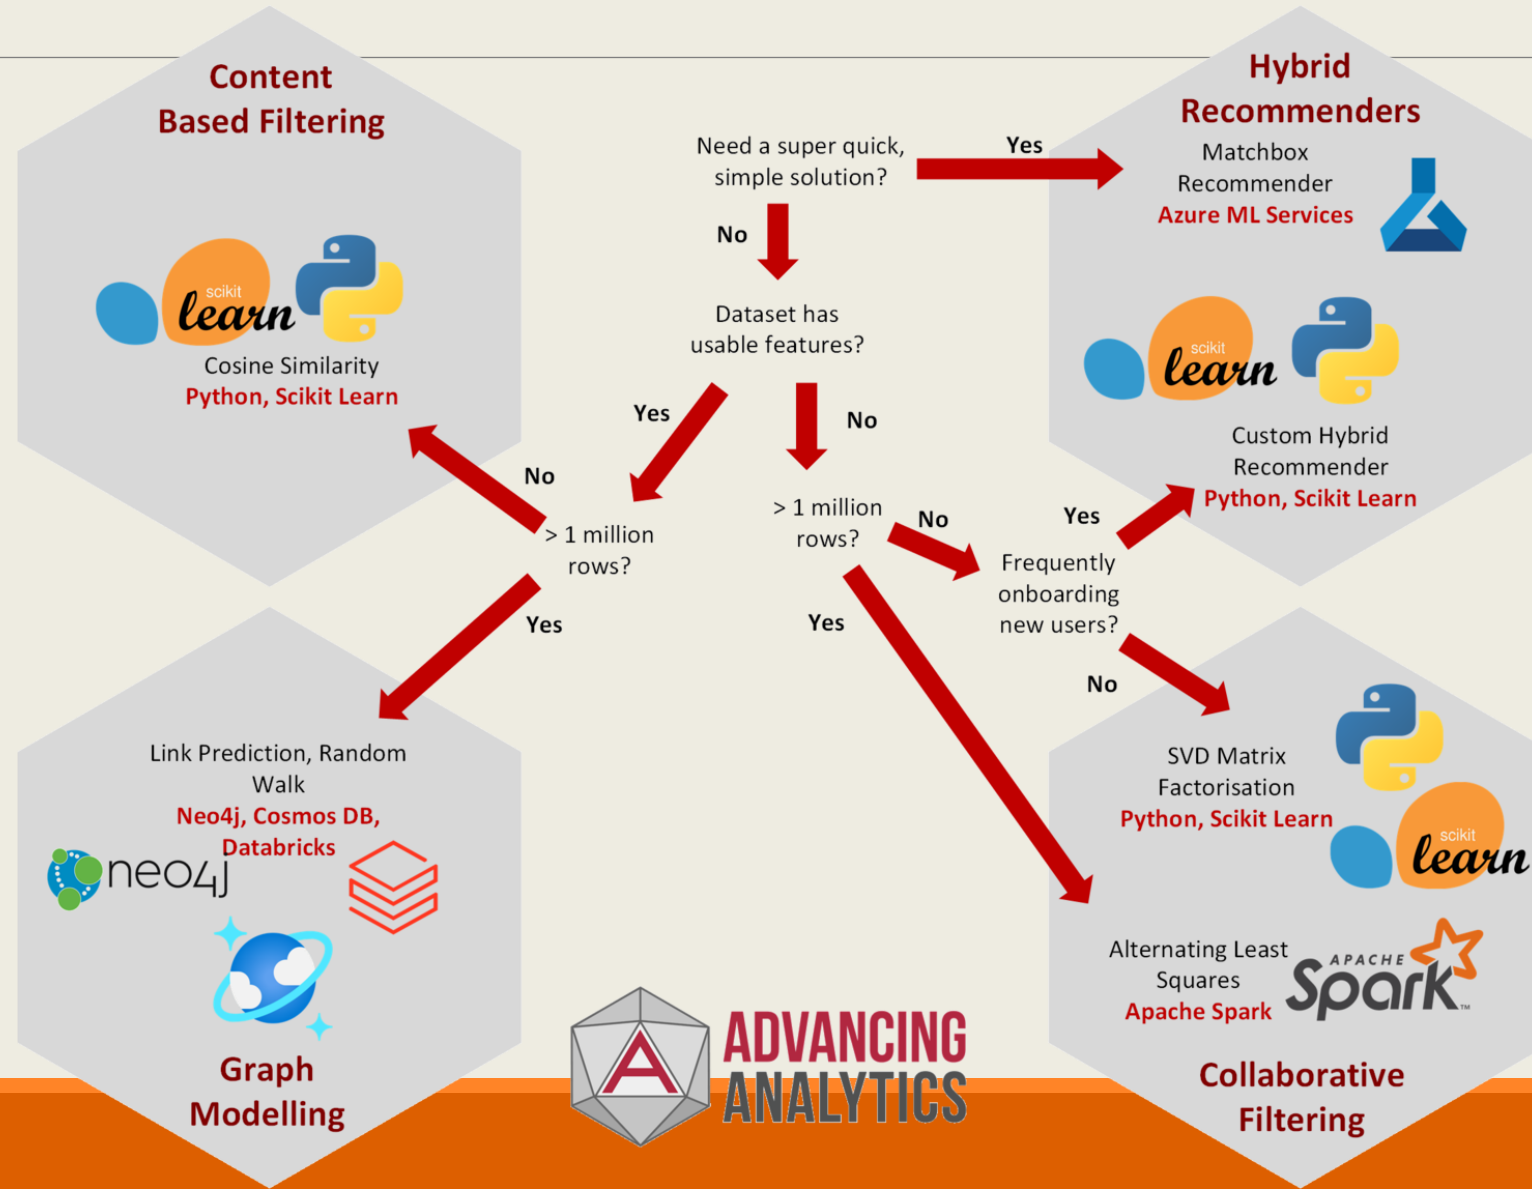 Content
Based Filtering
scikit
learn
Cosine Similarity
Python, Scikit Learn
Need a super quick,
simple solution?
Yes
No
Dataset has
usable features?
Yes
No
No
> 1 million
rows?
Yes
> 1 million
rows?
No
Yes
Frequently
onboarding
new users?
Yes
No
Hybrid
Recommenders
Matchbox
Recommender
Azure ML Services
scikit
learn
Custom Hybrid
Recommender
Python, Scikit Learn
Link Prediction, Random
Walk
Neo4j, Cosmos DB,
Databricks
neo4j
Graph
Modelling
SVD Matrix
Factorisation
Python, Scikit Learn
scikit
learn
Alternating Least
Squares
Apache Spark
APACHE
Spark™
Collaborative
Filtering
A
ADVANCING
ANALYTICS